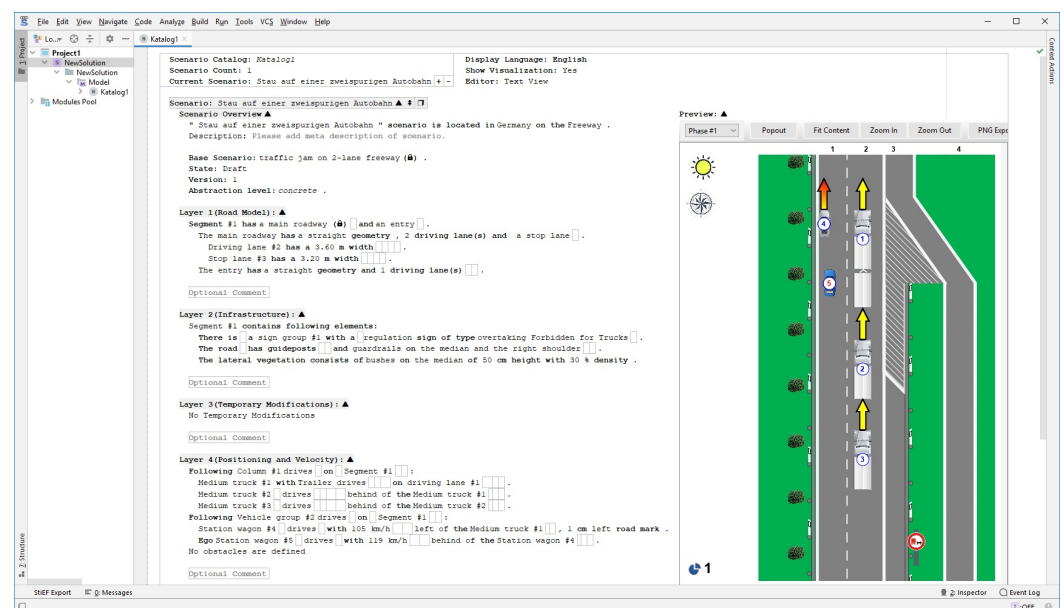 File Edit View Navigate Code Analyze Build Run Tools VCS Window Help
Lo...
Katalog1
1: Project
Project1
NewSolution
NewSolution
Model
Katalog1
Modules Pool
Context Actions
Scenario Catalog: Katalog1
Display Language: English
Scenario Count: 1
Show Visualization: Yes
Current Scenario: Stau auf einer zweispurigen Autobahn + -
Editor: Text View
Scenario: Stau auf einer zweispurigen Autobahn
Scenario Overview
" Stau auf einer zweispurigen Autobahn " scenario is located in Germany on the Freeway .
Description: Please add meta description of scenario.
Base Scenario: traffic jam on 2-lane freeway ( ) .
State: Draft
Version: 1
Abstraction level: concrete .
Layer 1(Road Model):
Segment #1 has a main roadway ( ) and an entry .
The main roadway has a straight geometry , 2 driving lane(s) and a stop lane .
Driving lane #2 has a 3.60 m width .
Stop lane #3 has a 3.20 m width .
The entry has a straight geometry and 1 driving lane(s) .
Optional Comment
Layer 2(Infrastructure):
Segment #1 contains following elements:
There is a sign group #1 with a regulation sign of type overtaking Forbidden for Trucks .
The road has guideposts and guardrails on the median and the right shoulder .
The lateral vegetation consists of bushes on the median of 50 cm height with 30 % density .
Optional Comment
Layer 3(Temporary Modifications):
No Temporary Modifications
Optional Comment
Layer 4(Positioning and Velocity):
Following Column #1 drives on Segment #1 :
Medium truck #1 with Trailer drives on driving lane #1 .
Medium truck #2 drives behind of the Medium truck #1 .
Medium truck #3 drives behind of the Medium truck #2 .
Following Vehicle group #2 drives on Segment #1 :
Station wagon #4 drives with 105 km/h left of the Medium truck #1 , 1 cm left road mark .
Ego Station wagon #5 drives with 119 km/h behind of the Station wagon #4 .
No obstacles are defined
Optional Comment
Preview:
Phase #1 Popout Fit Content Zoom In Zoom Out PNG Expo
1 2 3 4
4
1
5
2
3
1
Z: Structure
StiEF Export 0: Messages
2: Inspector Event Log
T:OFF